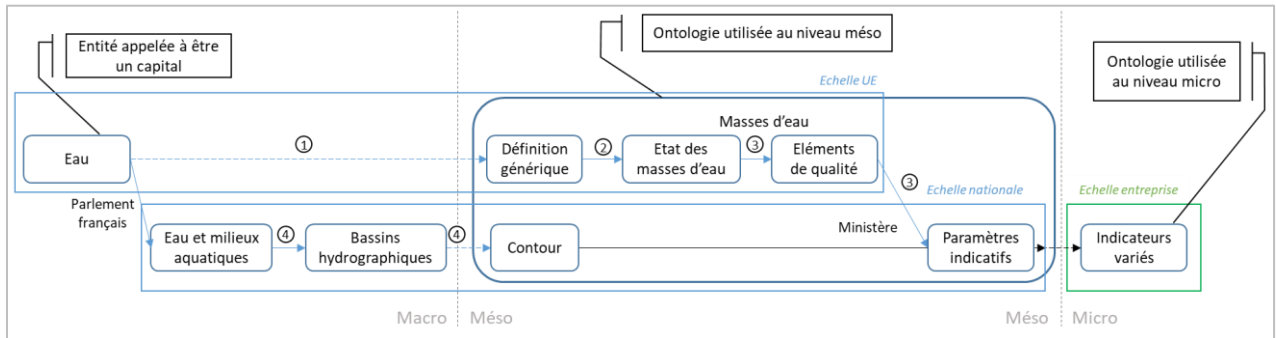 Entité appelée à être
un capital
Ontologie utilisée au niveau méso
Ontologie utilisée
au niveau micro
Echelle UE
Masses d'eau
Eau
①
Définition
générique
②
Etat des
masses d'eau
③
Eléments
de qualité
③
Parlement
français
Echelle nationale
Echelle entreprise
Eau et milieux
aquatiques
④
Bassins
hydrographiques
④
Contour
Ministère
Paramètres
indicatifs
Indicateurs
variés
Macro
Méso
Méso
Micro